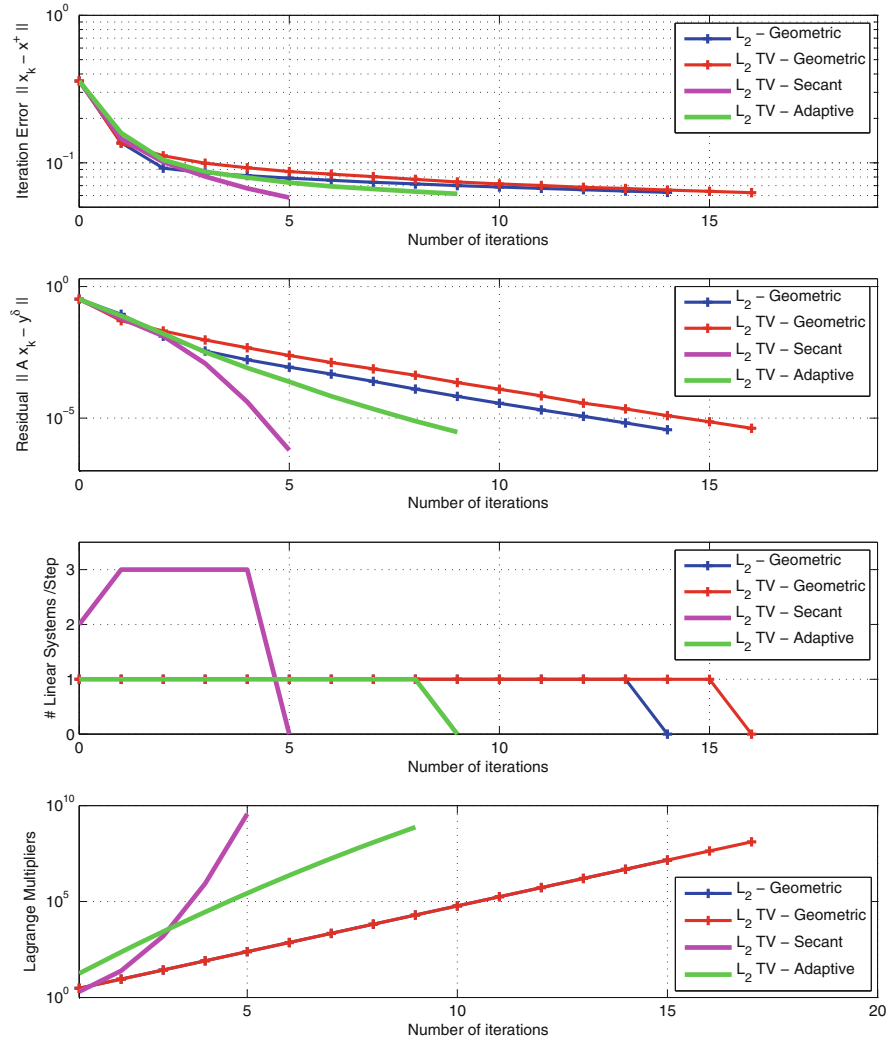 10^0
10^-1
Iteration Error || x_k − x^+ ||
L_2 − Geometric
L_2 TV − Geometric
L_2 TV − Secant
L_2 TV − Adaptive
0 5 10 15
Number of iterations
10^0
10^-5
Residual || A x_k − y^δ ||
L_2 − Geometric
L_2 TV − Geometric
L_2 TV − Secant
L_2 TV − Adaptive
0 5 10 15
Number of iterations
3
2
1
0
# Linear Systems /Step
L_2 − Geometric
L_2 TV − Geometric
L_2 TV − Secant
L_2 TV − Adaptive
0 5 10 15
Number of iterations
10^10
10^5
10^0
Lagrange Multipliers
L_2 − Geometric
L_2 TV − Geometric
L_2 TV − Secant
L_2 TV − Adaptive
5 10 15 20
Number of iterations